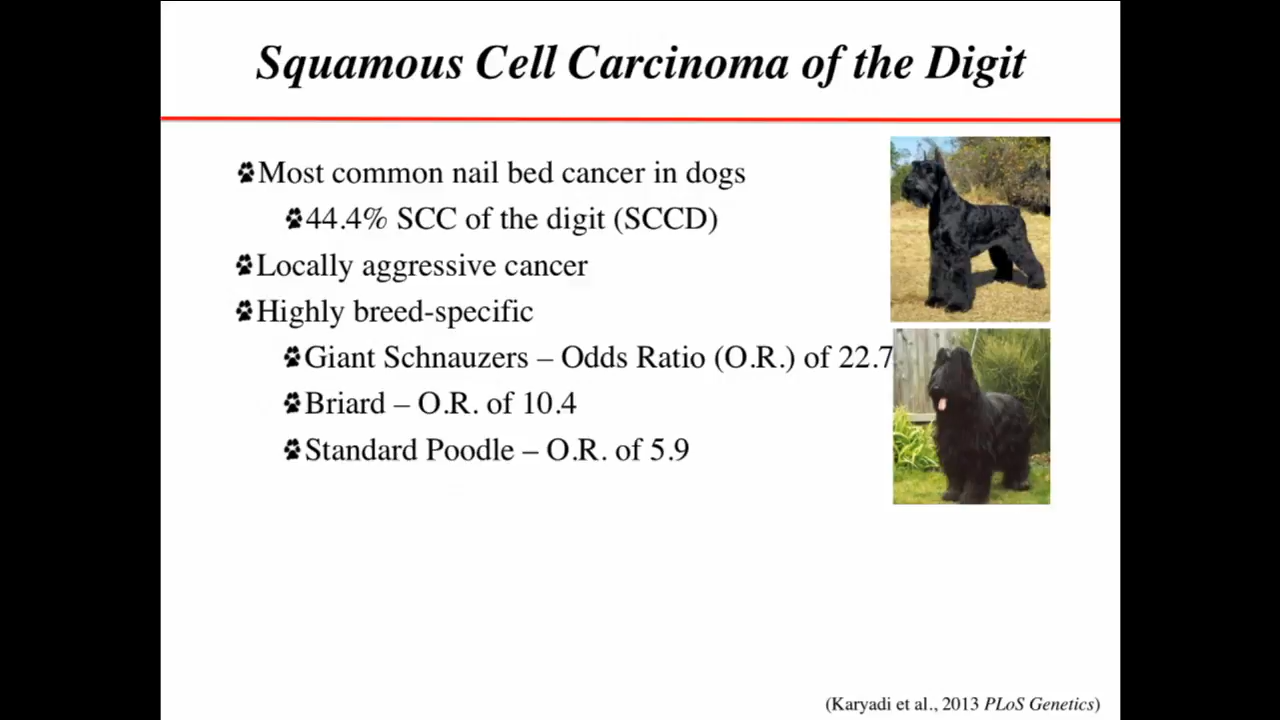 Squamous Cell Carcinoma of the Digit
Most common nail bed cancer in dogs
44.4% SCC of the digit (SCCD)
Locally aggressive cancer
Highly breed-specific
Giant Schnauzers – Odds Ratio (O.R.) of 22.7
Briard – O.R. of 10.4
Standard Poodle – O.R. of 5.9
(Karyadi et al., 2013 PLoS Genetics)